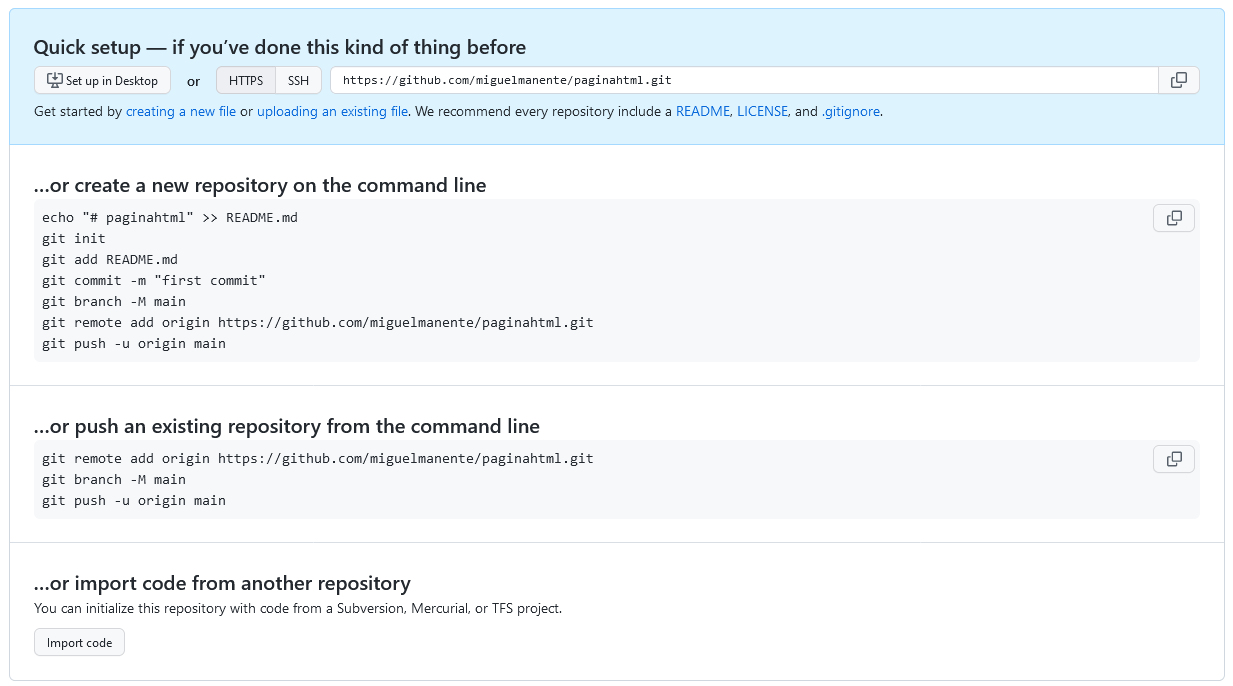 Quick setup — if you’ve done this kind of thing before
Set up in Desktop or HTTPS SSH https://github.com/miguelmanente/paginahtml.git
Get started by creating a new file or uploading an existing file. We recommend every repository include a README, LICENSE, and .gitignore.
…or create a new repository on the command line
echo "# paginahtml" >> README.md
git init
git add README.md
git commit -m "first commit"
git branch -M main
git remote add origin https://github.com/miguelmanente/paginahtml.git
git push -u origin main
…or push an existing repository from the command line
git remote add origin https://github.com/miguelmanente/paginahtml.git
git branch -M main
git push -u origin main
…or import code from another repository
You can initialize this repository with code from a Subversion, Mercurial, or TFS project.
Import code